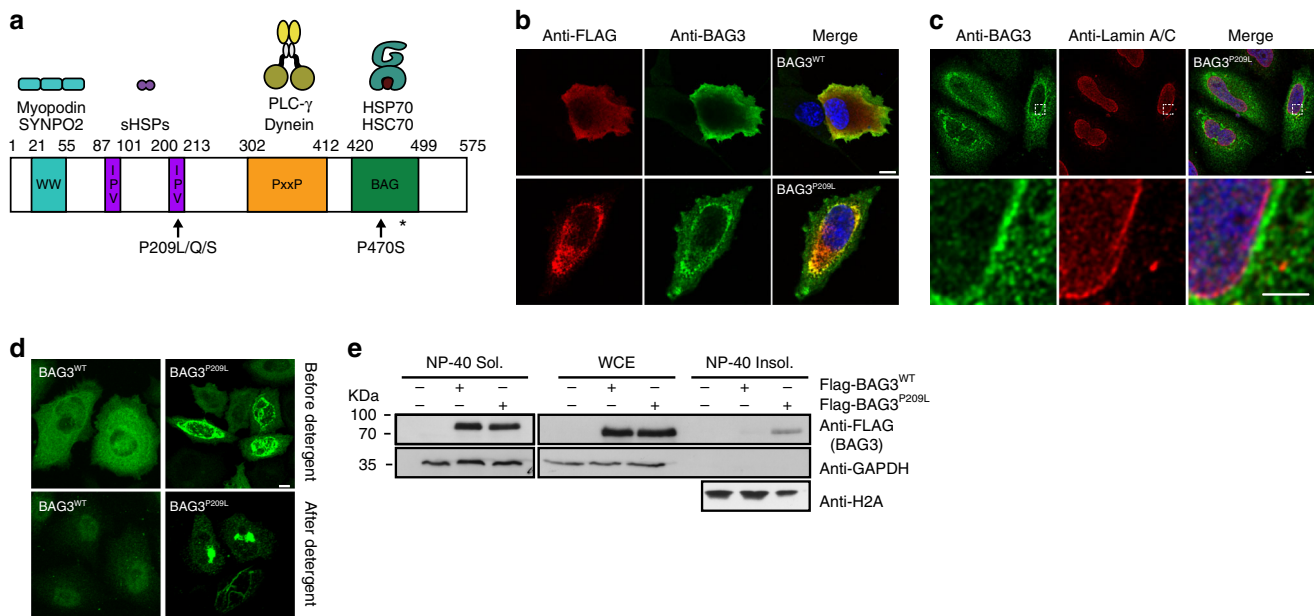 a
Myopodin
SYNPO2
sHSPs
PLC-γ
Dynein
HSP70
HSC70
1 21 55 87 101 200 213 302 412 420 499 575
WW
IPV
IPV
PxxP
BAG
*
P209L/Q/S
P470S
b
Anti-FLAG Anti-BAG3 Merge
BAG3WT
BAG3P209L
c
Anti-BAG3 Anti-Lamin A/C Merge
BAG3P209L
d
BAG3WT BAG3P209L
Before detergent
BAG3WT BAG3P209L
After detergent
e
NP-40 Sol. WCE NP-40 Insol.
– + – – + – – + – Flag-BAG3WT
– – + – – + – – + Flag-BAG3P209L
KDa
100 –
70 –
Anti-FLAG
(BAG3)
35 –
Anti-GAPDH
Anti-H2A